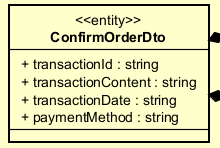 <<entity>>
ConfirmOrderDto
+ transactionId : string
+ transactionContent : string
+ transactionDate : string
+ paymentMethod : string